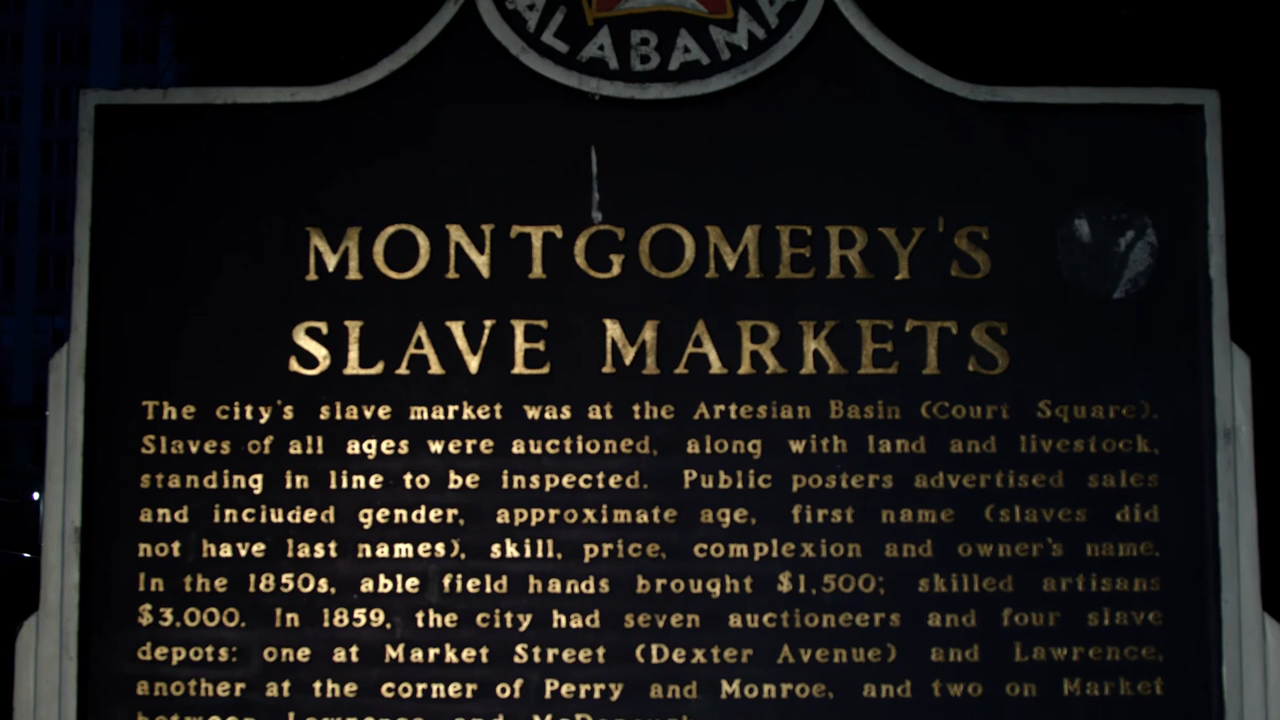 ALABAMA
MONTGOMERY'S
SLAVE MARKETS
The city's slave market was at the Artesian Basin (Court Square).
Slaves of all ages were auctioned, along with land and livestock,
standing in line to be inspected. Public posters advertised sales
and included gender, approximate age, first name (slaves did
not have last names), skill, price, complexion and owner's name.
In the 1850s, able field hands brought $1,500; skilled artisans
$3,000. In 1859, the city had seven auctioneers and four slave
depots: one at Market Street (Dexter Avenue) and Lawrence,
another at the corner of Perry and Monroe, and two on Market
between Lawrence and